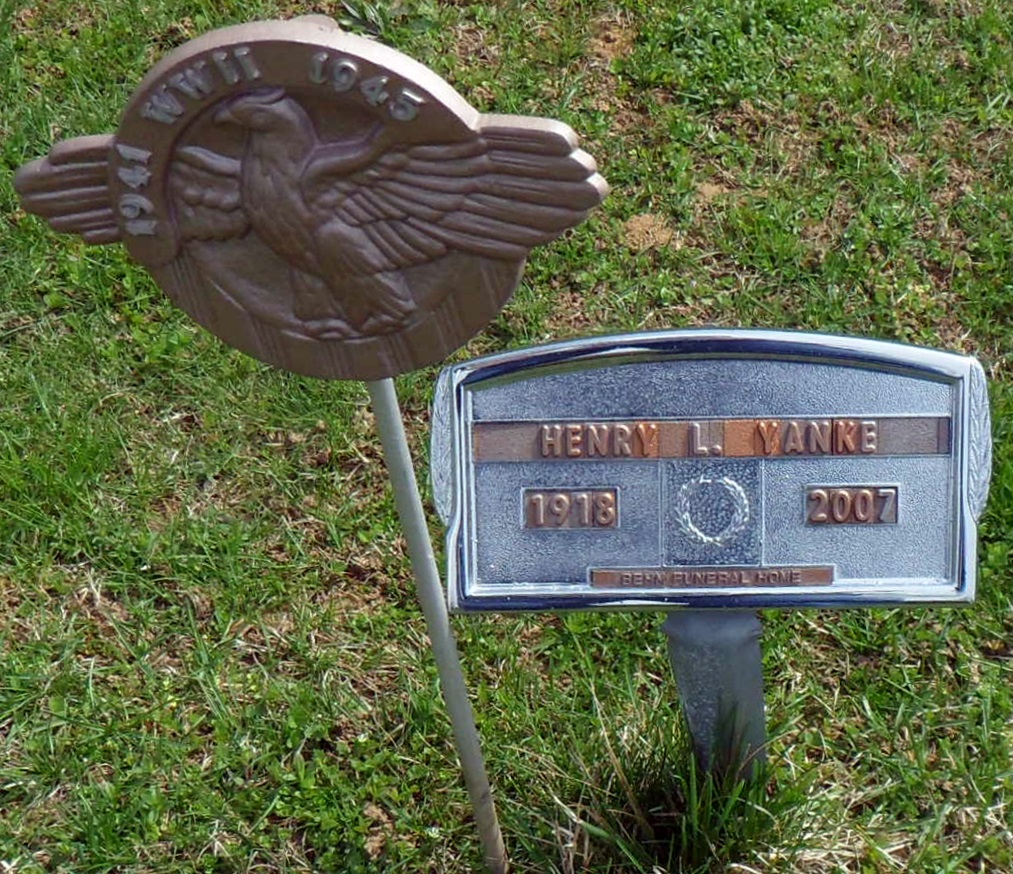 1941 WWII 1945
HENRY L. YANKE
1918 2007
BEHM FUNERAL HOME